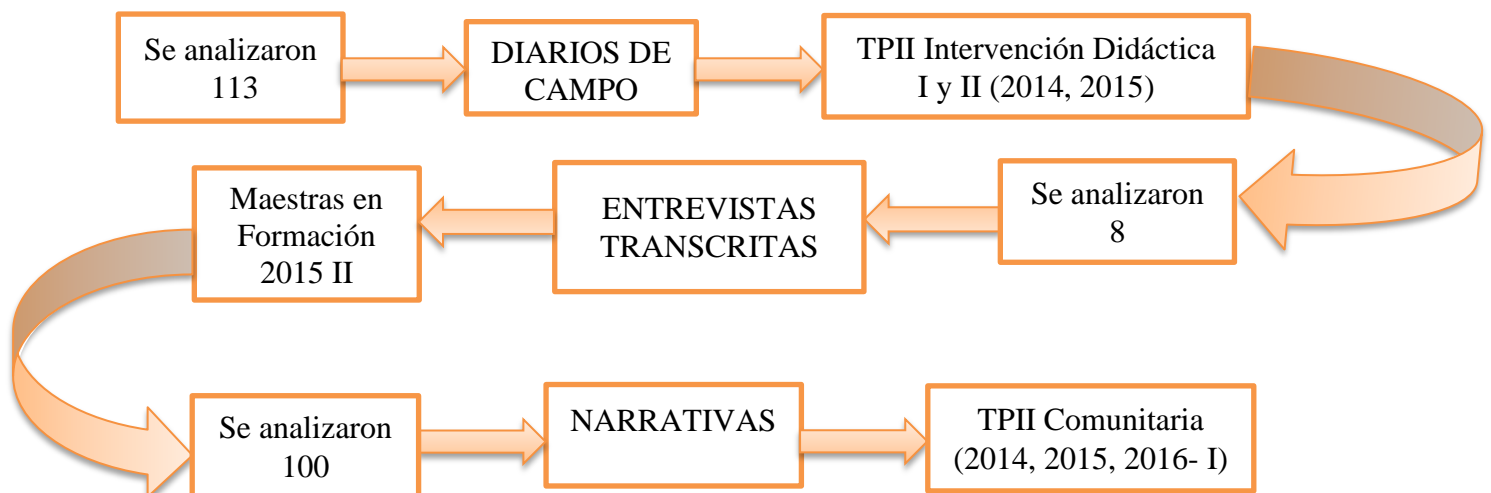 Se analizaron
113
DIARIOS DE
CAMPO
TPII Intervención Didáctica
I y II (2014, 2015)
Se analizaron
8
ENTREVISTAS
TRANSCRITAS
Maestras en
Formación
2015 II
Se analizaron
100
NARRATIVAS
TPII Comunitaria
(2014, 2015, 2016- I)